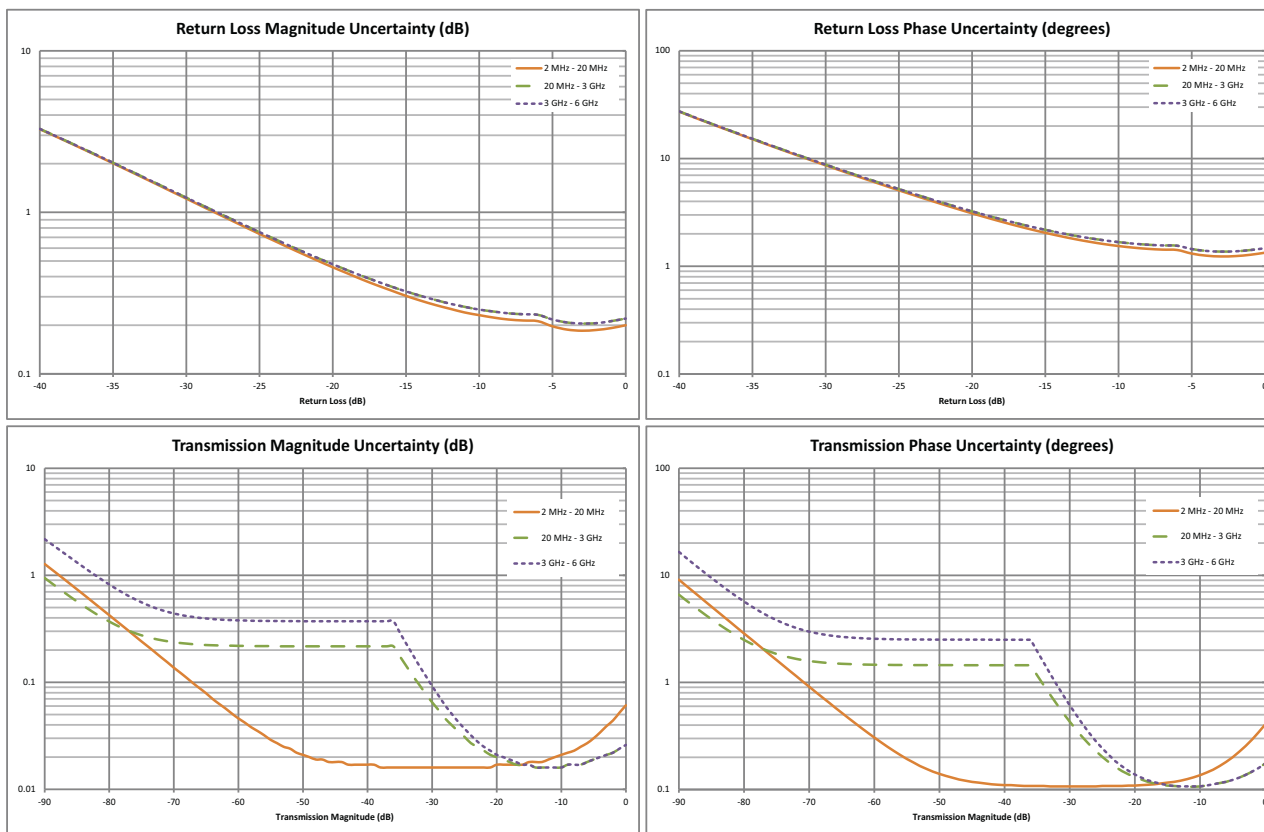 Return Loss Magnitude Uncertainty (dB)
10
1
0.1
2 MHz - 20 MHz
20 MHz - 3 GHz
3 GHz - 6 GHz
-40 -35 -30 -25 -20 -15 -10 -5 0
Return Loss (dB)
Return Loss Phase Uncertainty (degrees)
100
10
1
0.1
2 MHz - 20 MHz
20 MHz - 3 GHz
3 GHz - 6 GHz
-40 -35 -30 -25 -20 -15 -10 -5 0
Return Loss (dB)
Transmission Magnitude Uncertainty (dB)
10
1
0.1
0.01
2 MHz - 20 MHz
20 MHz - 3 GHz
3 GHz - 6 GHz
-90 -80 -70 -60 -50 -40 -30 -20 -10 0
Transmission Magnitude (dB)
Transmission Phase Uncertainty (degrees)
100
10
1
0.1
2 MHz - 20 MHz
20 MHz - 3 GHz
3 GHz - 6 GHz
-90 -80 -70 -60 -50 -40 -30 -20 -10 0
Transmission Magnitude (dB)